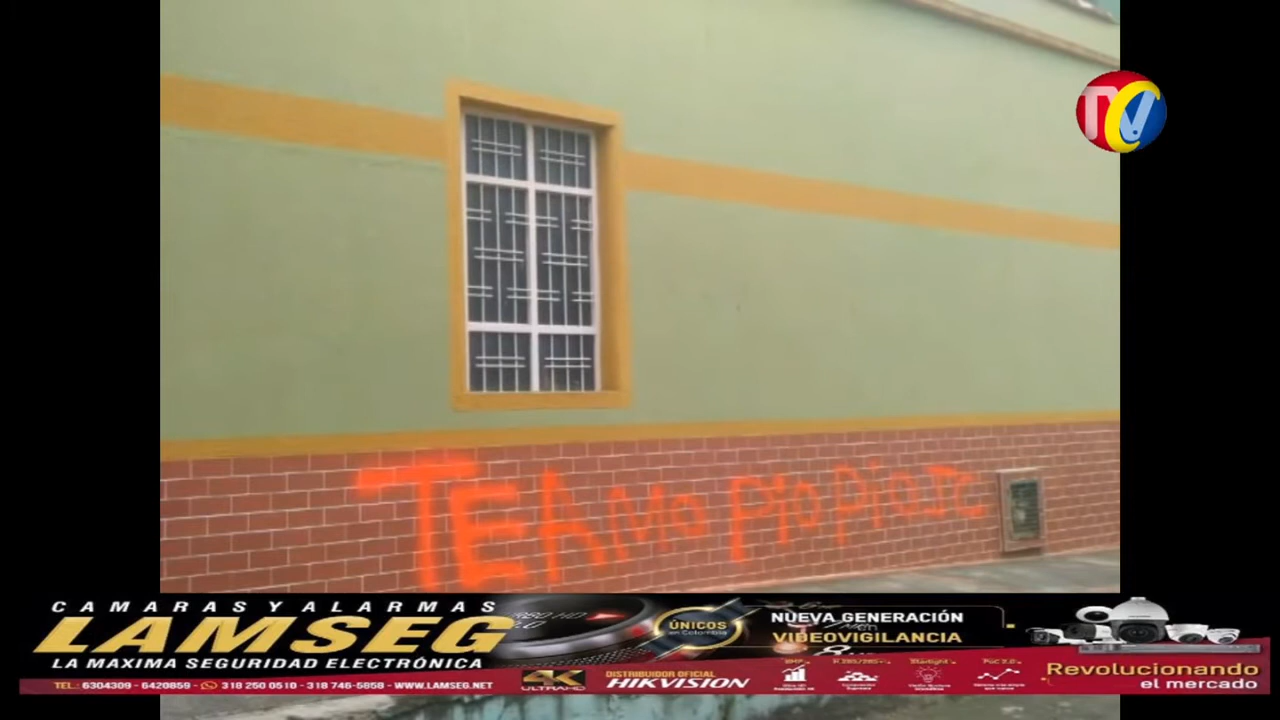 TVC
TE AMO PIO PIO JC
CAMARAS Y ALARMAS
LAMSEG
LA MAXIMA SEGURIDAD ELECTRÓNICA
ÚNICOS
en Colombia
NUEVA GENERACIÓN
VIDEOVIGILANCIA
TEL.: 6304309 - 6420859 - 318 250 0510 - 318 746-5858 - WWW.LAMSEG.NET
4K
ULTRAHD
DISTRIBUIDOR OFICIAL
HIKVISION
Revolucionando
el mercado